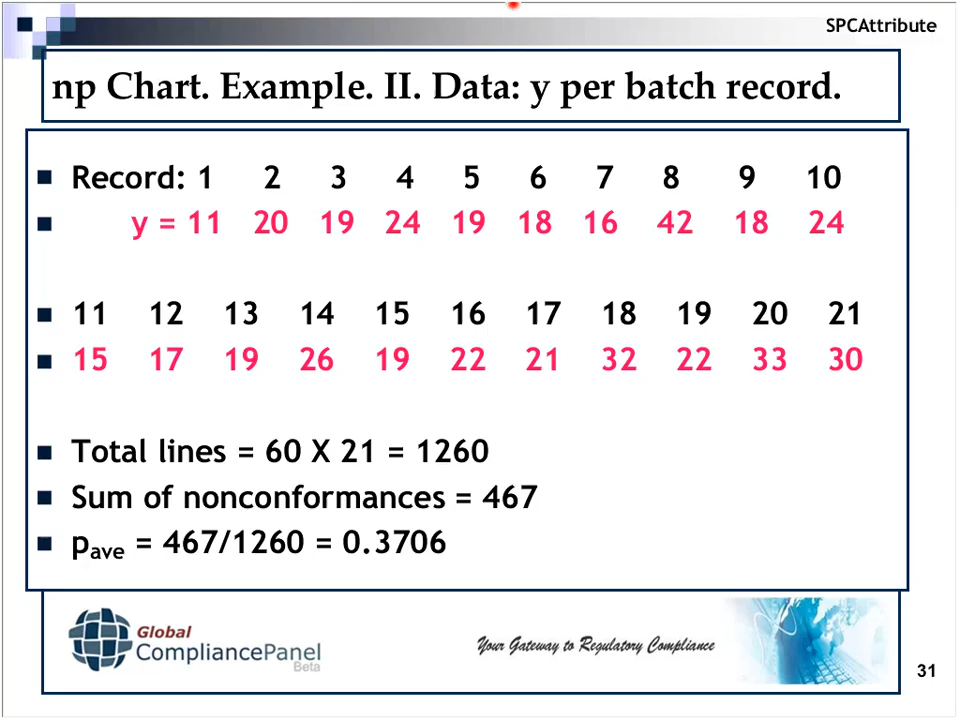 SPCAttribute
np Chart. Example. II. Data: y per batch record.
Record: 1 2 3 4 5 6 7 8 9 10
y = 11 20 19 24 19 18 16 42 18 24
11 12 13 14 15 16 17 18 19 20 21
15 17 19 26 19 22 21 32 22 33 30
Total lines = 60 X 21 = 1260
Sum of nonconformances = 467
pave = 467/1260 = 0.3706
Global
CompliancePanel
Beta
Your Gateway to Regulatory Compliance
31